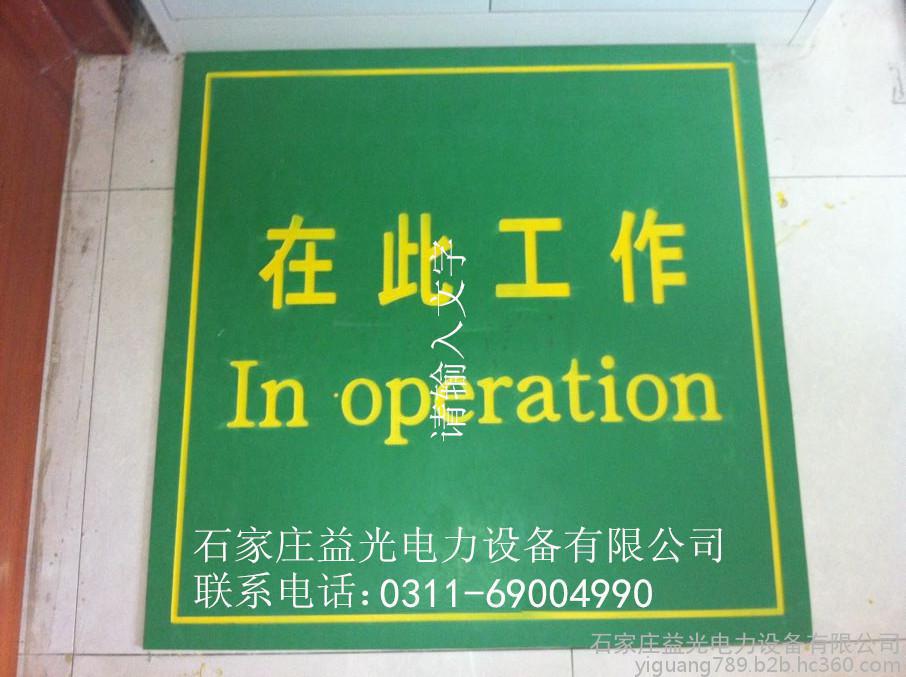 在此工作
In operation
请输入文字
石家庄益光电力设备有限公司
联系电话:0311-69004990
石家庄益光电力设备有限公司
yiguang789.b2b.hc360.com